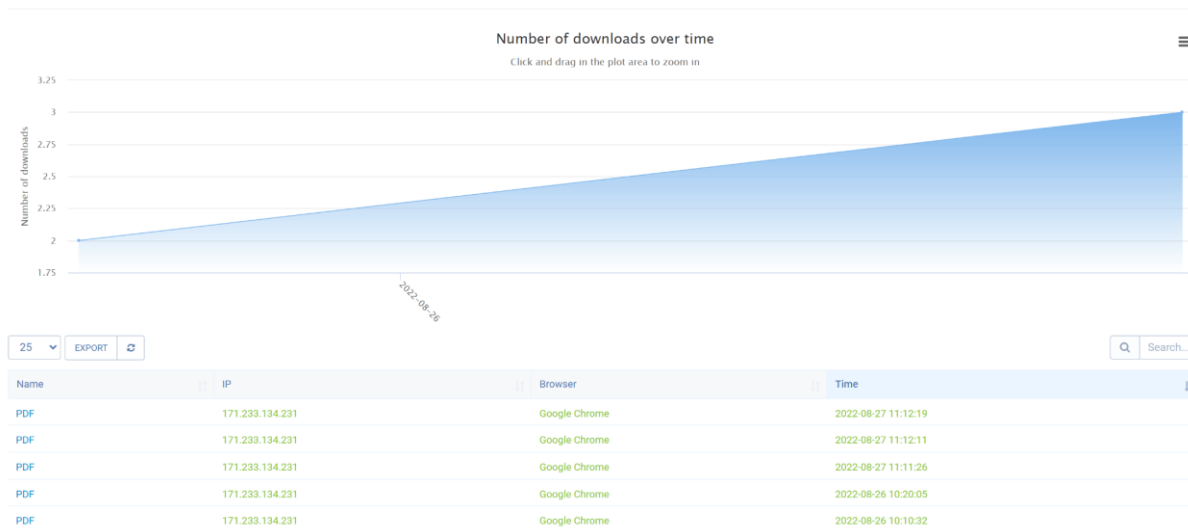 Number of downloads over time
Click and drag in the plot area to zoom in
Number of downloads
3.25
3
2.75
2.5
2.25
2
1.75
2022-08-26
25 EXPORT Search...
Name IP Browser Time
PDF 171.233.134.231 Google Chrome 2022-08-27 11:12:19
PDF 171.233.134.231 Google Chrome 2022-08-27 11:12:11
PDF 171.233.134.231 Google Chrome 2022-08-27 11:11:26
PDF 171.233.134.231 Google Chrome 2022-08-26 10:20:05
PDF 171.233.134.231 Google Chrome 2022-08-26 10:10:32